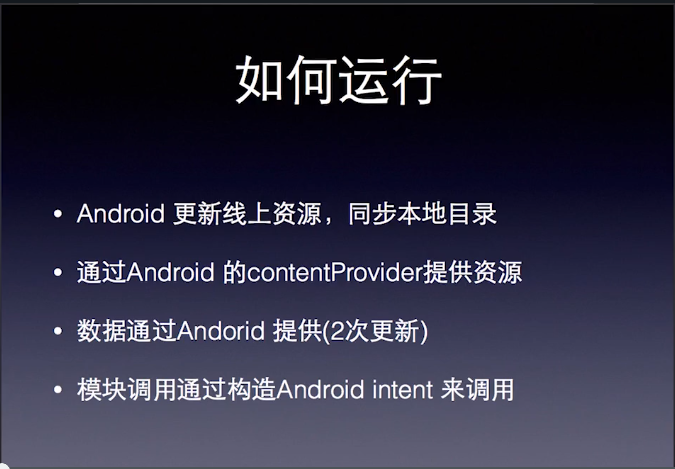 如何运行
• Android 更新线上资源，同步本地目录
• 通过Android 的contentProvider提供资源
• 数据通过Andorid 提供(2次更新)
• 模块调用通过构造Android intent 来调用